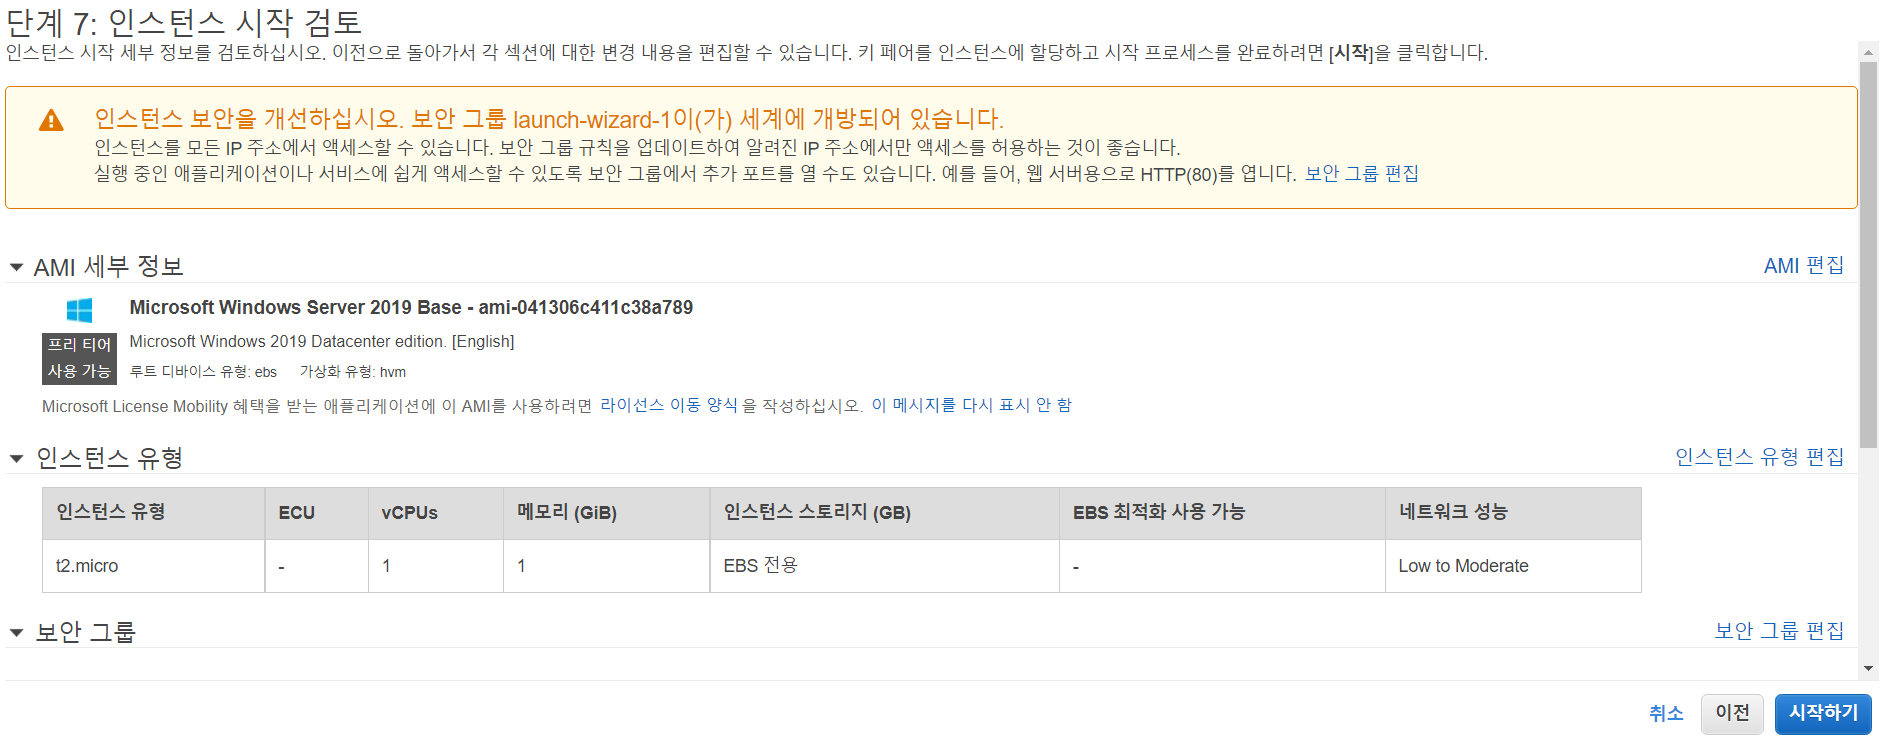 단계 7: 인스턴스 시작 검토
인스턴스 시작 세부 정보를 검토하십시오. 이전으로 돌아가서 각 섹션에 대한 변경 내용을 편집할 수 있습니다. 키 페어를 인스턴스에 할당하고 시작 프로세스를 완료하려면 [시작]을 클릭합니다.
인스턴스 보안을 개선하십시오. 보안 그룹 launch-wizard-1이(가) 세계에 개방되어 있습니다.
인스턴스를 모든 IP 주소에서 액세스할 수 있습니다. 보안 그룹 규칙을 업데이트하여 알려진 IP 주소에서만 액세스를 허용하는 것이 좋습니다.
실행 중인 애플리케이션이나 서비스에 쉽게 액세스할 수 있도록 보안 그룹에서 추가 포트를 열 수도 있습니다. 예를 들어, 웹 서버용으로 HTTP(80)를 엽니다. 보안 그룹 편집
AMI 세부 정보 AMI 편집
Microsoft Windows Server 2019 Base - ami-041306c411c38a789
프리 티어 Microsoft Windows 2019 Datacenter edition. [English]
사용 가능 루트 디바이스 유형: ebs 가상화 유형: hvm
Microsoft License Mobility 혜택을 받는 애플리케이션에 이 AMI를 사용하려면 라이선스 이동 양식 을 작성하십시오. 이 메시지를 다시 표시 안 함
인스턴스 유형 인스턴스 유형 편집
인스턴스 유형 ECU vCPUs 메모리 (GiB) 인스턴스 스토리지 (GB) EBS 최적화 사용 가능 네트워크 성능
t2.micro - 1 1 EBS 전용 - Low to Moderate
보안 그룹 보안 그룹 편집
취소 이전 시작하기